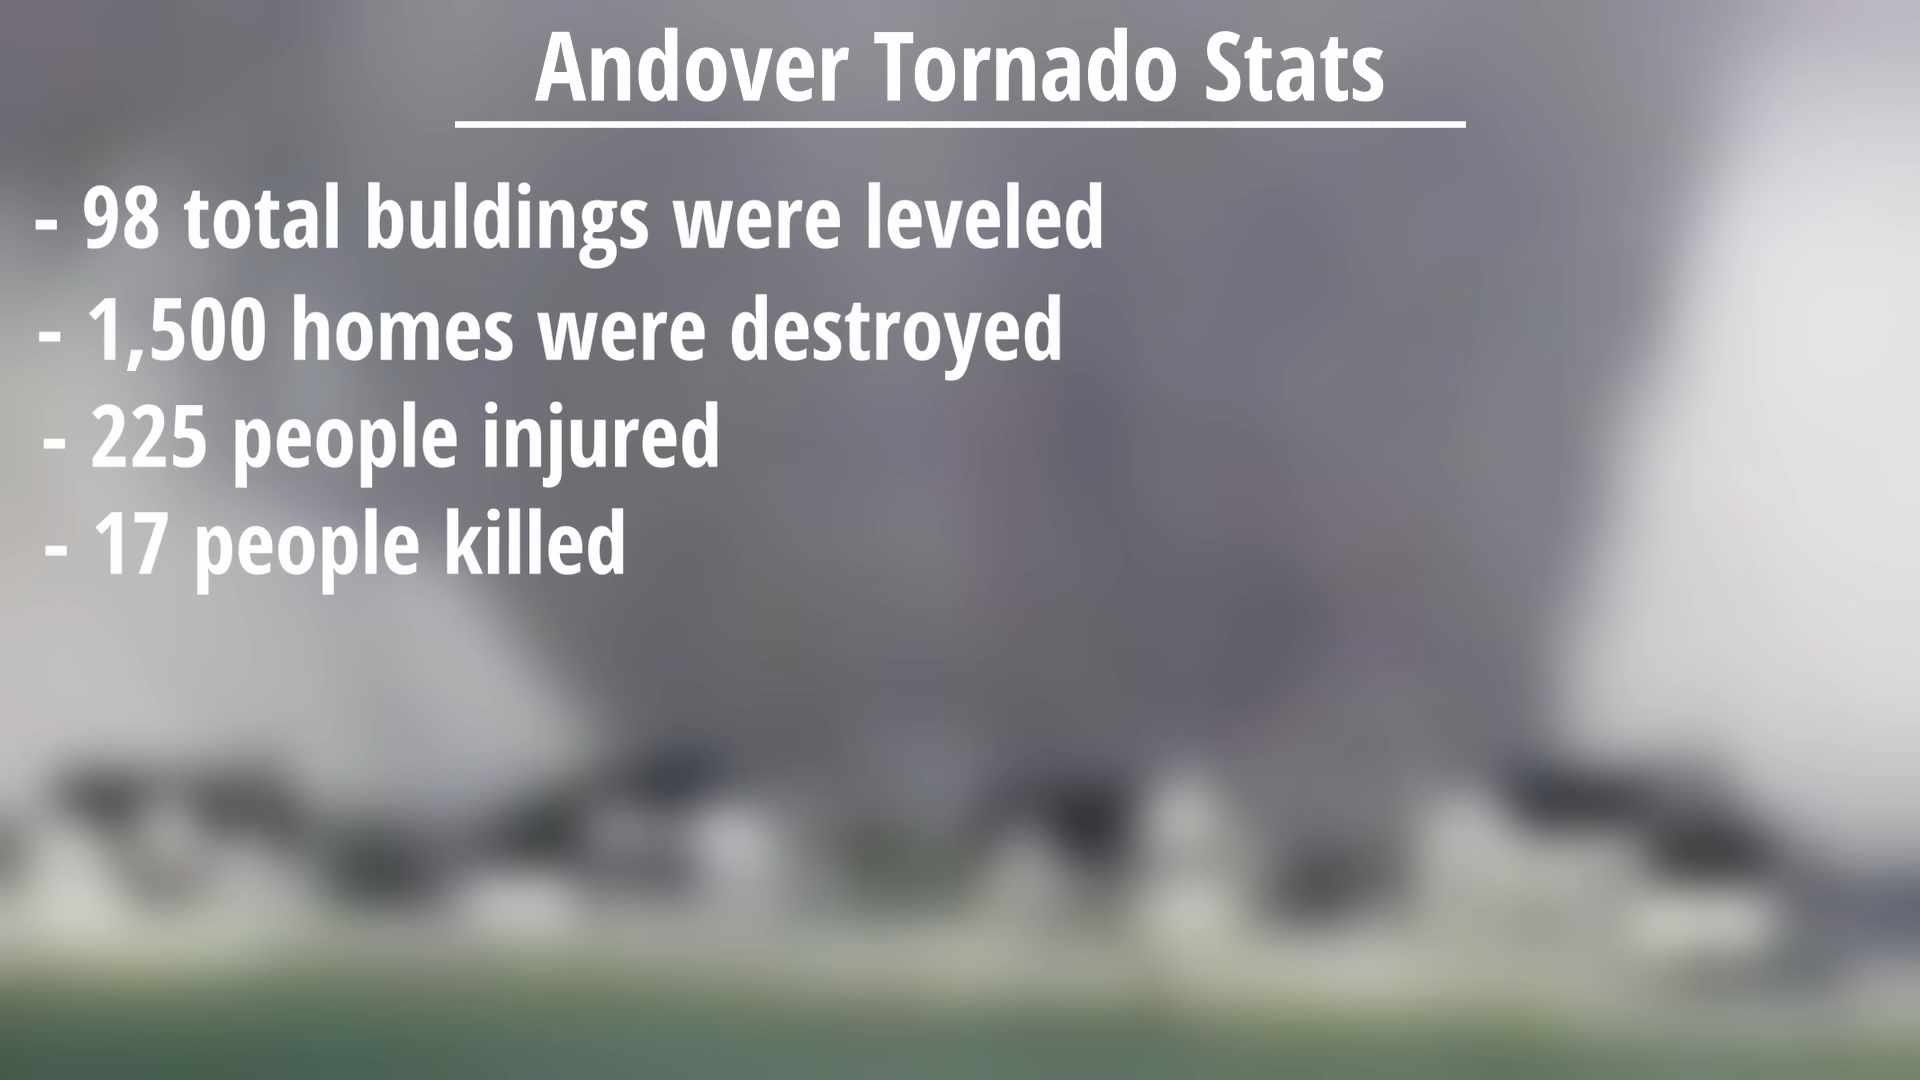 Andover Tornado Stats
- 98 total buldings were leveled
- 1,500 homes were destroyed
- 225 people injured
- 17 people killed